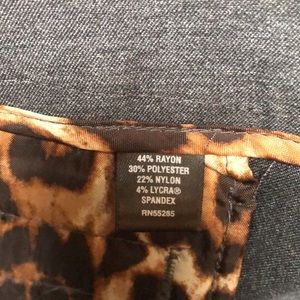 44% RAYON
30% POLYESTER
22% NYLON
4% LYCRA®
SPANDEX
RN55285